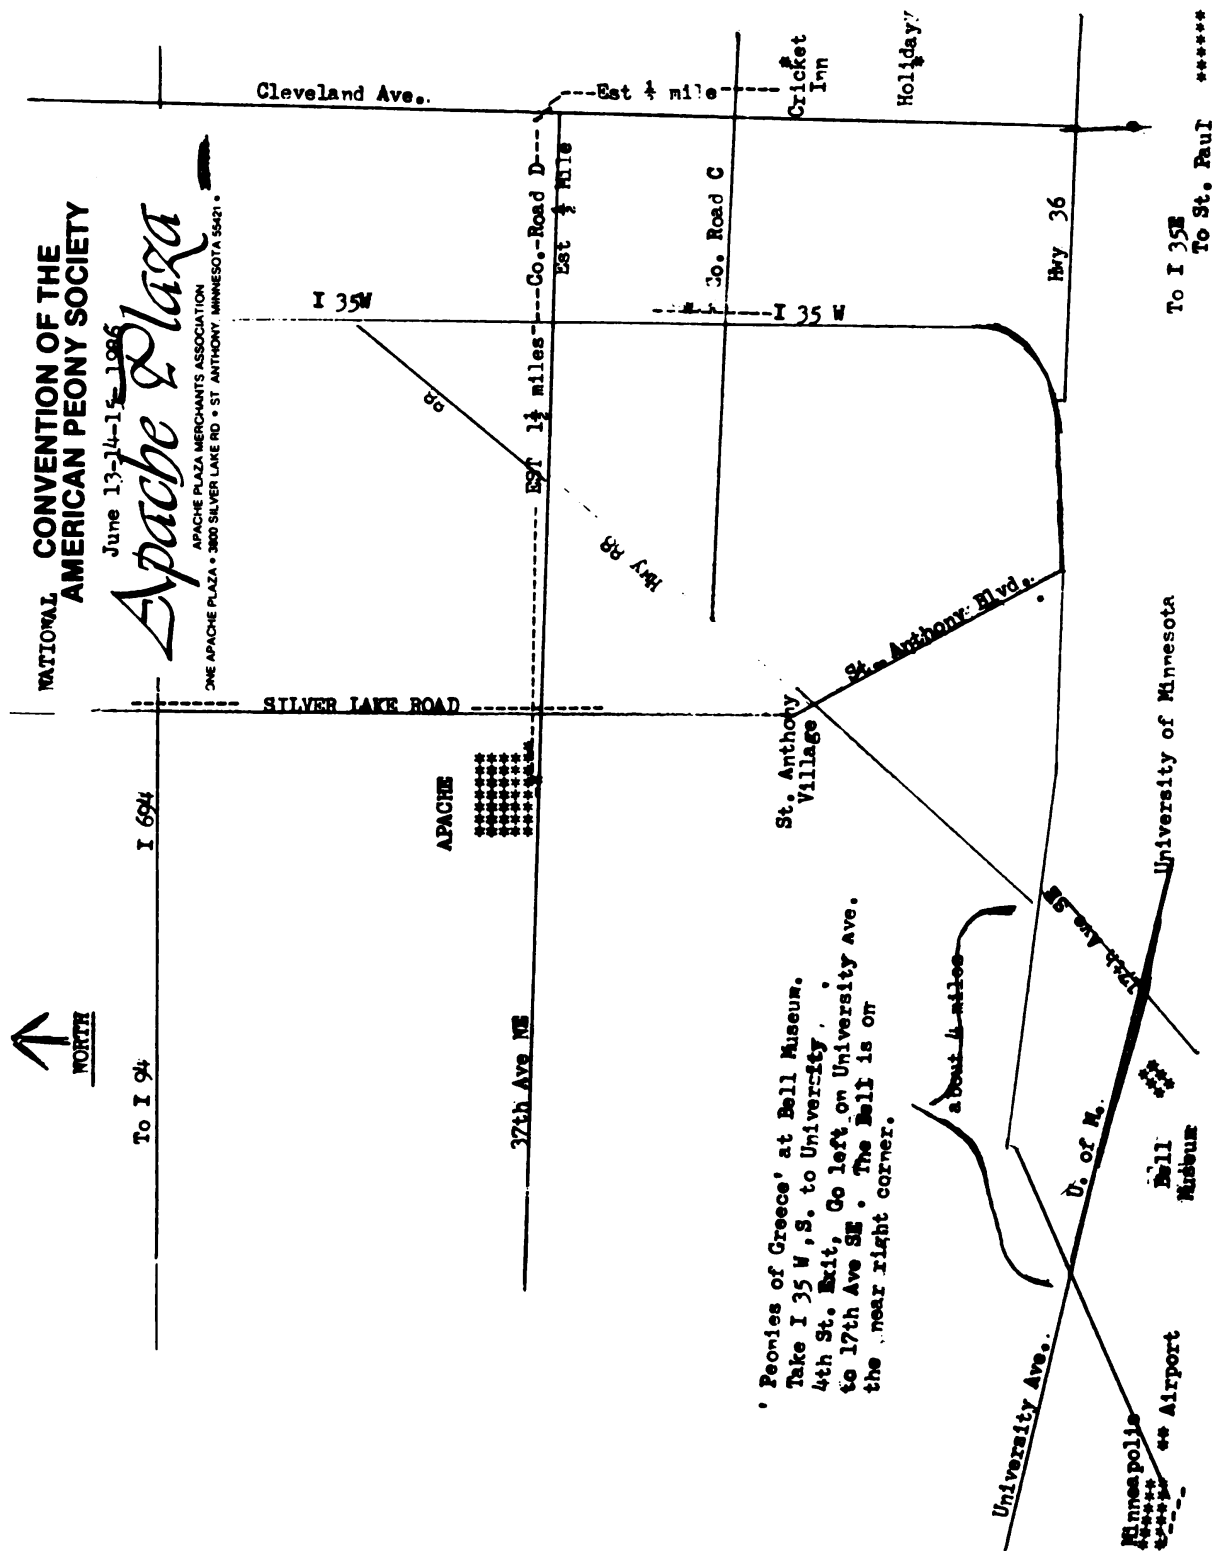 NATIONAL CONVENTION OF THE
AMERICAN PEONY SOCIETY
June 13-14-15-1986
Apache Plaza
APACHE PLAZA MERCHANTS ASSOCIATION
ONE APACHE PLAZA • 3800 SILVER LAKE RD • ST ANTHONY, MINNESOTA 55421 •
NORTH
To I 94
I 694
Cleveland Ave.
I 35W
RR
SILVER LAKE ROAD
APACHE
37th Ave NE
EST 1½ miles
Co. Road D
Est ½ Mile
Est ¼ mile
Hwy 88
Co. Road C
I 35 W
Cricket
Inn
Holiday
St. Anthony
Village
St. Anthony Blvd.
Hwy 36
To I 35E
To St. Paul
' Peonies of Greece' at Bell Museum.
Take I 35 W ,S. to University.
4th St. Exit, Go left on University Ave.
to 17th Ave SE . The Bell is on
the near right corner.
about 4 miles
17th Ave SE
University of Minnesota
U. of M.
Bell
Museum
University Ave.
Minneapolis
** Airport